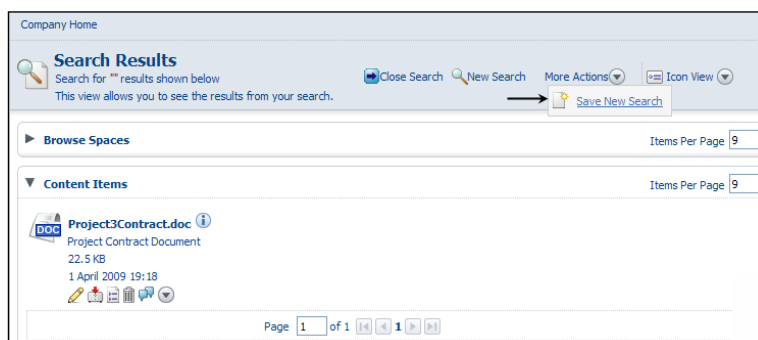 Company Home
Search Results
Search for "" results shown below
This view allows you to see the results from your search.
Close Search New Search More Actions Icon View
Save New Search
Browse Spaces Items Per Page 9
Content Items Items Per Page 9
DOC Project3Contract.doc i
Project Contract Document
22.5 KB
1 April 2009 19:18
Page 1 of 1 1